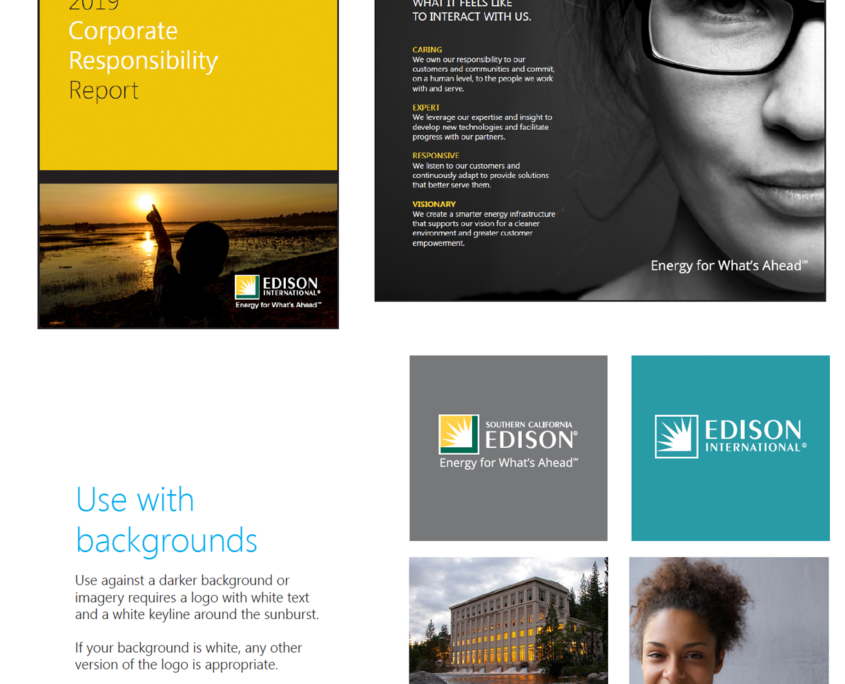 2019
Corporate
Responsibility
Report
EDISON
INTERNATIONAL®
Energy for What's Ahead℠
WHAT IT FEELS LIKE
TO INTERACT WITH US.
CARING
We own our responsibility to our
customers and communities and commit,
on a human level, to the people we work
with and serve.
EXPERT
We leverage our expertise and insight to
develop new technologies and facilitate
progress with our partners.
RESPONSIVE
We listen to our customers and
continuously adapt to provide solutions
that better serve them.
VISIONARY
We create a smarter energy infrastructure
that supports our vision for a cleaner
environment and greater customer
empowerment.
Energy for What's Ahead℠
Use with
backgrounds
Use against a darker background or
imagery requires a logo with white text
and a white keyline around the sunburst.
If your background is white, any other
version of the logo is appropriate.
SOUTHERN CALIFORNIA
EDISON®
Energy for What's Ahead℠
EDISON
INTERNATIONAL®